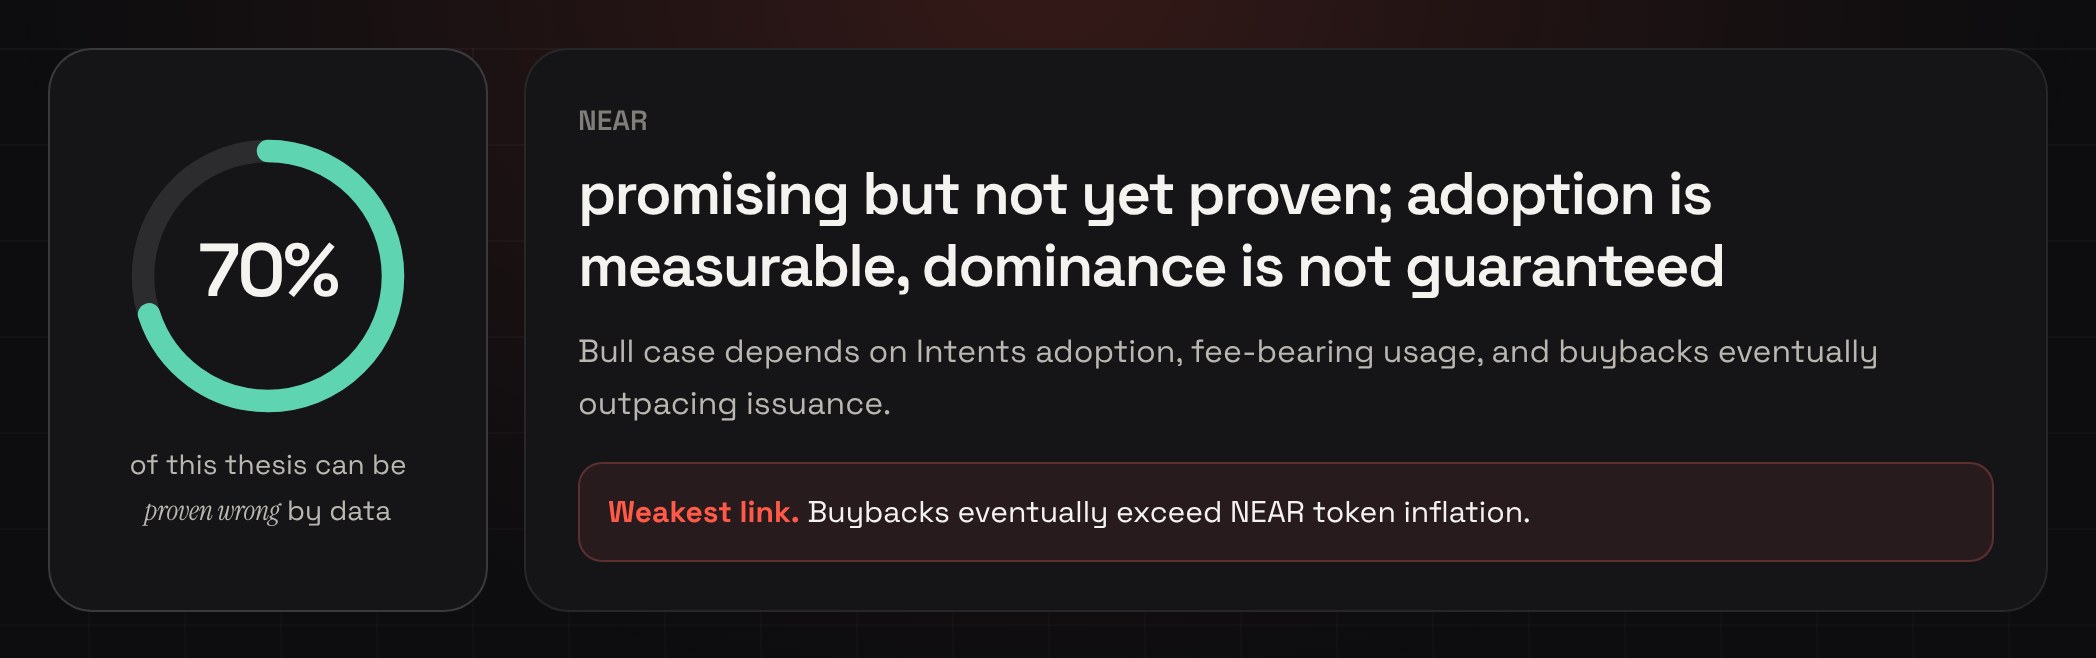 70%
of this thesis can be
proven wrong by data
NEAR
promising but not yet proven; adoption is
measurable, dominance is not guaranteed
Bull case depends on Intents adoption, fee-bearing usage, and buybacks eventually
outpacing issuance.
Weakest link. Buybacks eventually exceed NEAR token inflation.